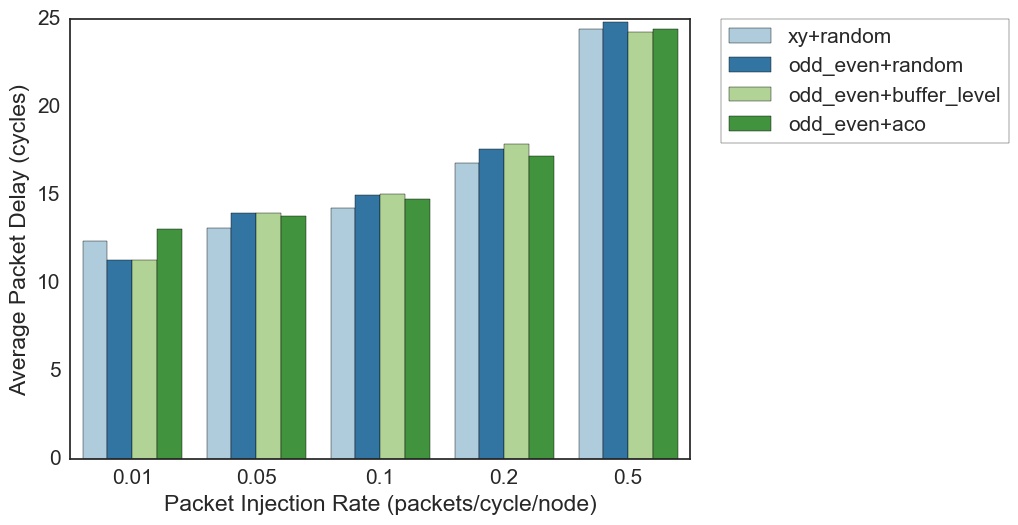 25
20
15
10
5
0
Average Packet Delay (cycles)
0.01 0.05 0.1 0.2 0.5
Packet Injection Rate (packets/cycle/node)
xy+random
odd_even+random
odd_even+buffer_level
odd_even+aco